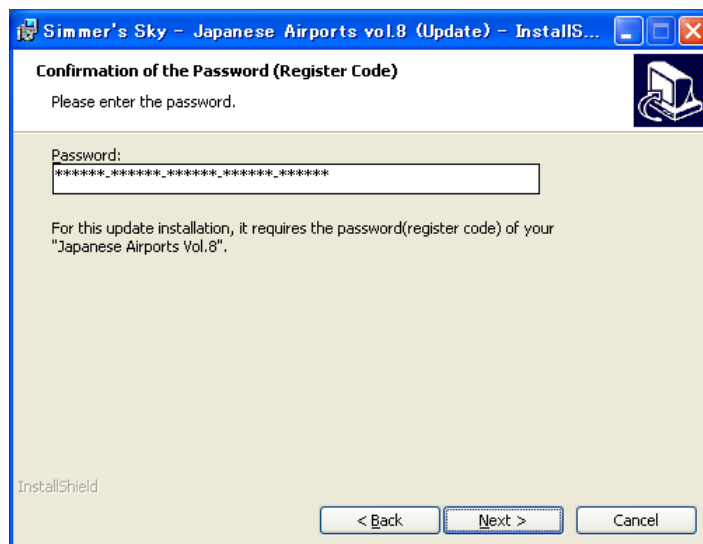 Simmer's Sky - Japanese Airports vol.8 (Update) - InstallS...
Confirmation of the Password (Register Code)
Please enter the password.
Password:
******-******-******-******-******
For this update installation, it requires the password(register code) of your
"Japanese Airports Vol.8".
InstallShield
< Back
Next >
Cancel